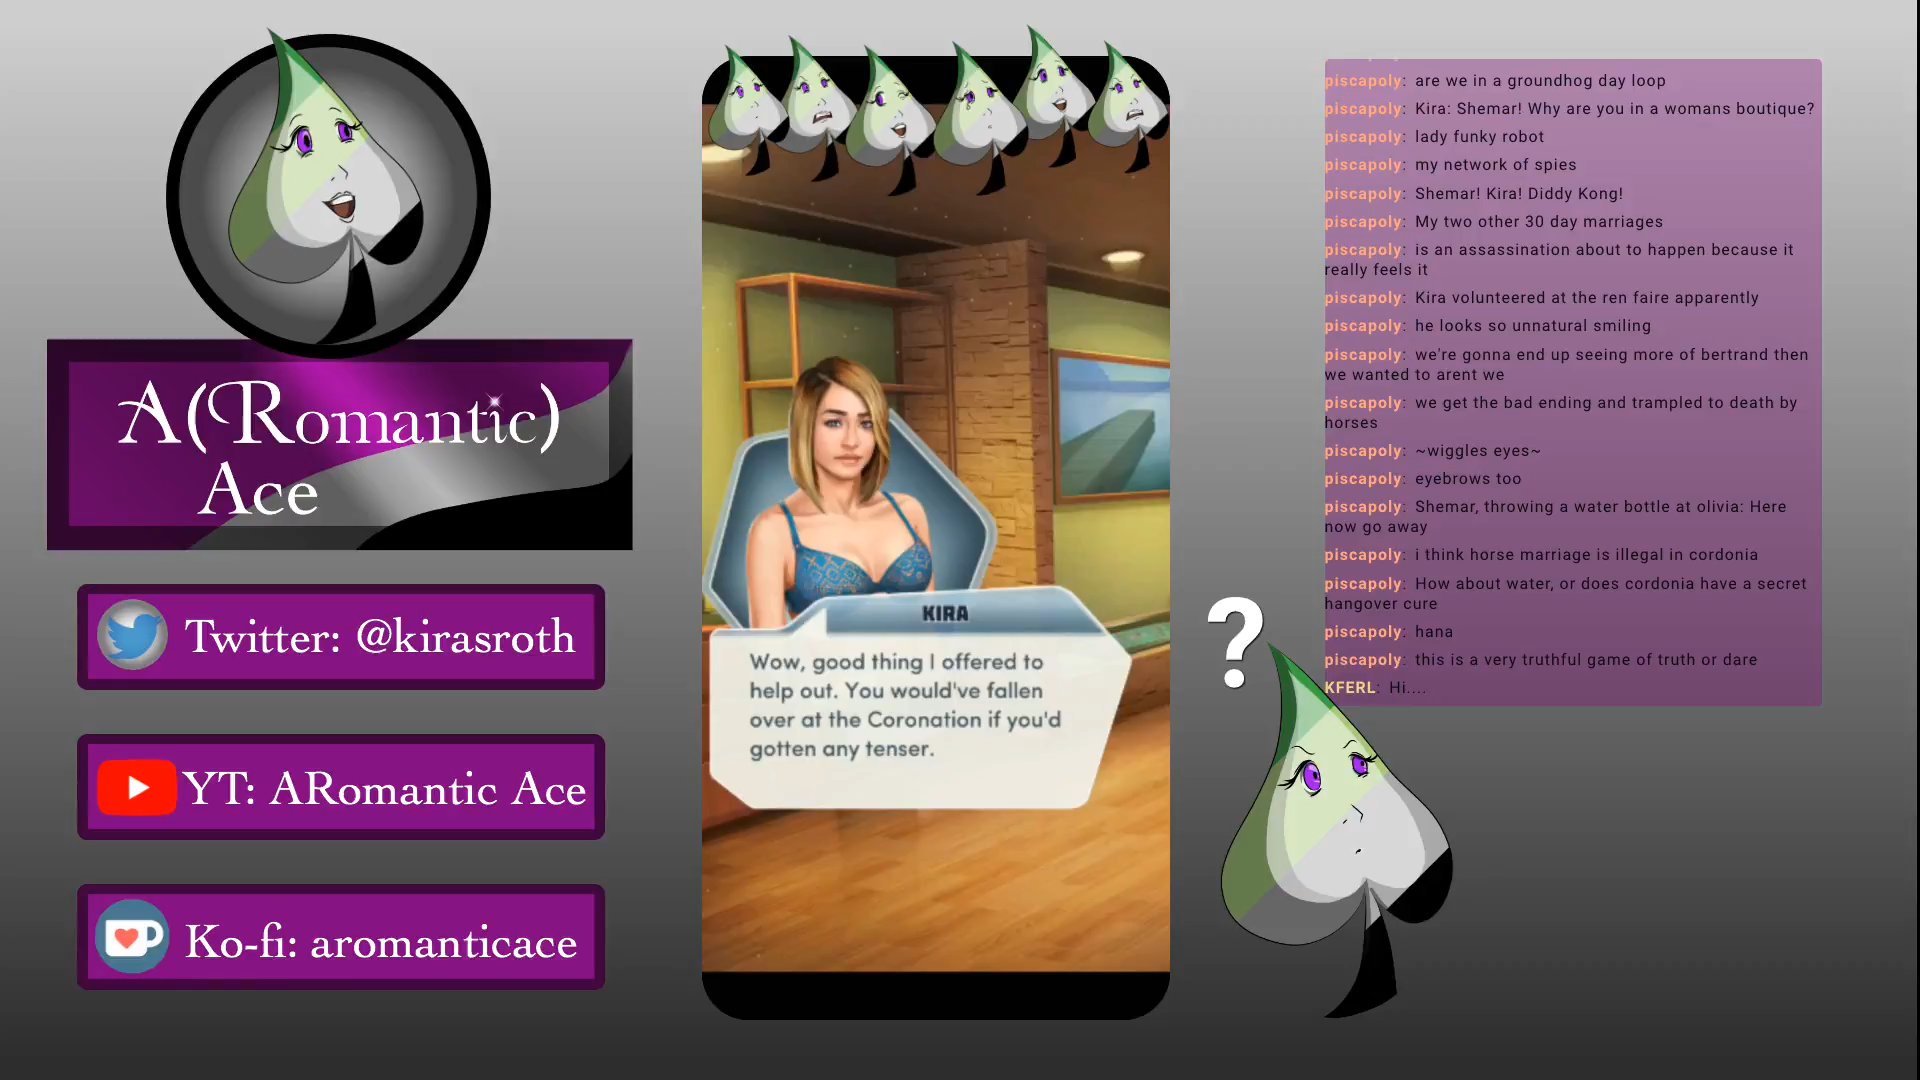 A(Romantic)
Ace
Twitter: @kirasroth
YT: ARomantic Ace
Ko-fi: aromanticace
KIRA
Wow, good thing I offered to
help out. You would've fallen
over at the Coronation if you'd
gotten any tenser.
?
piscapoly: are we in a groundhog day loop
piscapoly: Kira: Shemar! Why are you in a womans boutique?
piscapoly: lady funky robot
piscapoly: my network of spies
piscapoly: Shemar! Kira! Diddy Kong!
piscapoly: My two other 30 day marriages
piscapoly: is an assassination about to happen because it
really feels it
piscapoly: Kira volunteered at the ren faire apparently
piscapoly: he looks so unnatural smiling
piscapoly: we're gonna end up seeing more of bertrand then
we wanted to arent we
piscapoly: we get the bad ending and trampled to death by
horses
piscapoly: ~wiggles eyes~
piscapoly: eyebrows too
piscapoly: Shemar, throwing a water bottle at olivia: Here
now go away
piscapoly: i think horse marriage is illegal in cordonia
piscapoly: How about water, or does cordonia have a secret
hangover cure
piscapoly: hana
piscapoly: this is a very truthful game of truth or dare
KFERL: Hi....